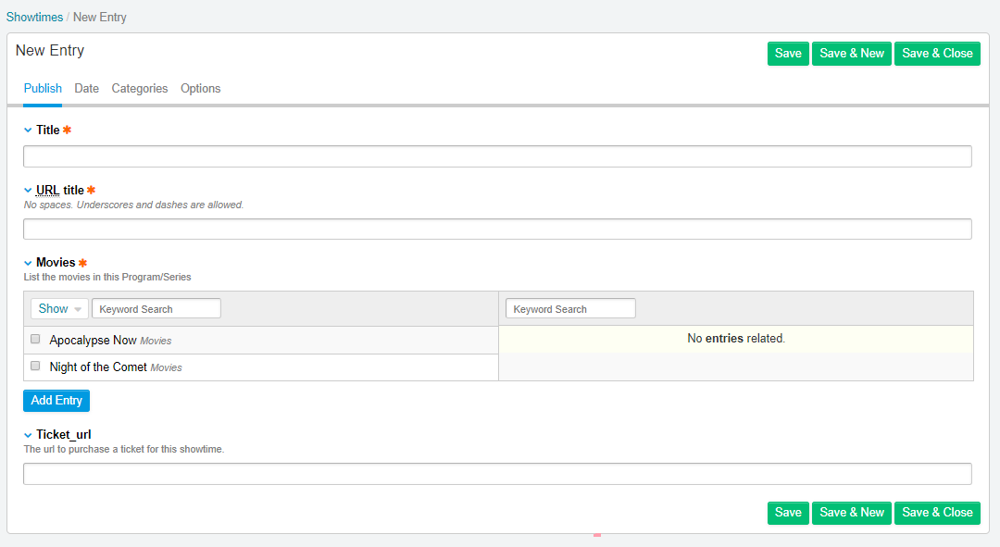 Showtimes / New Entry
New Entry
Save Save & New Save & Close
Publish Date Categories Options
Title *
URL title *
No spaces. Underscores and dashes are allowed.
Movies *
List the movies in this Program/Series
Show Keyword Search Keyword Search
Apocalypse Now Movies No entries related.
Night of the Comet Movies
Add Entry
Ticket_url
The url to purchase a ticket for this showtime.
Save Save & New Save & Close